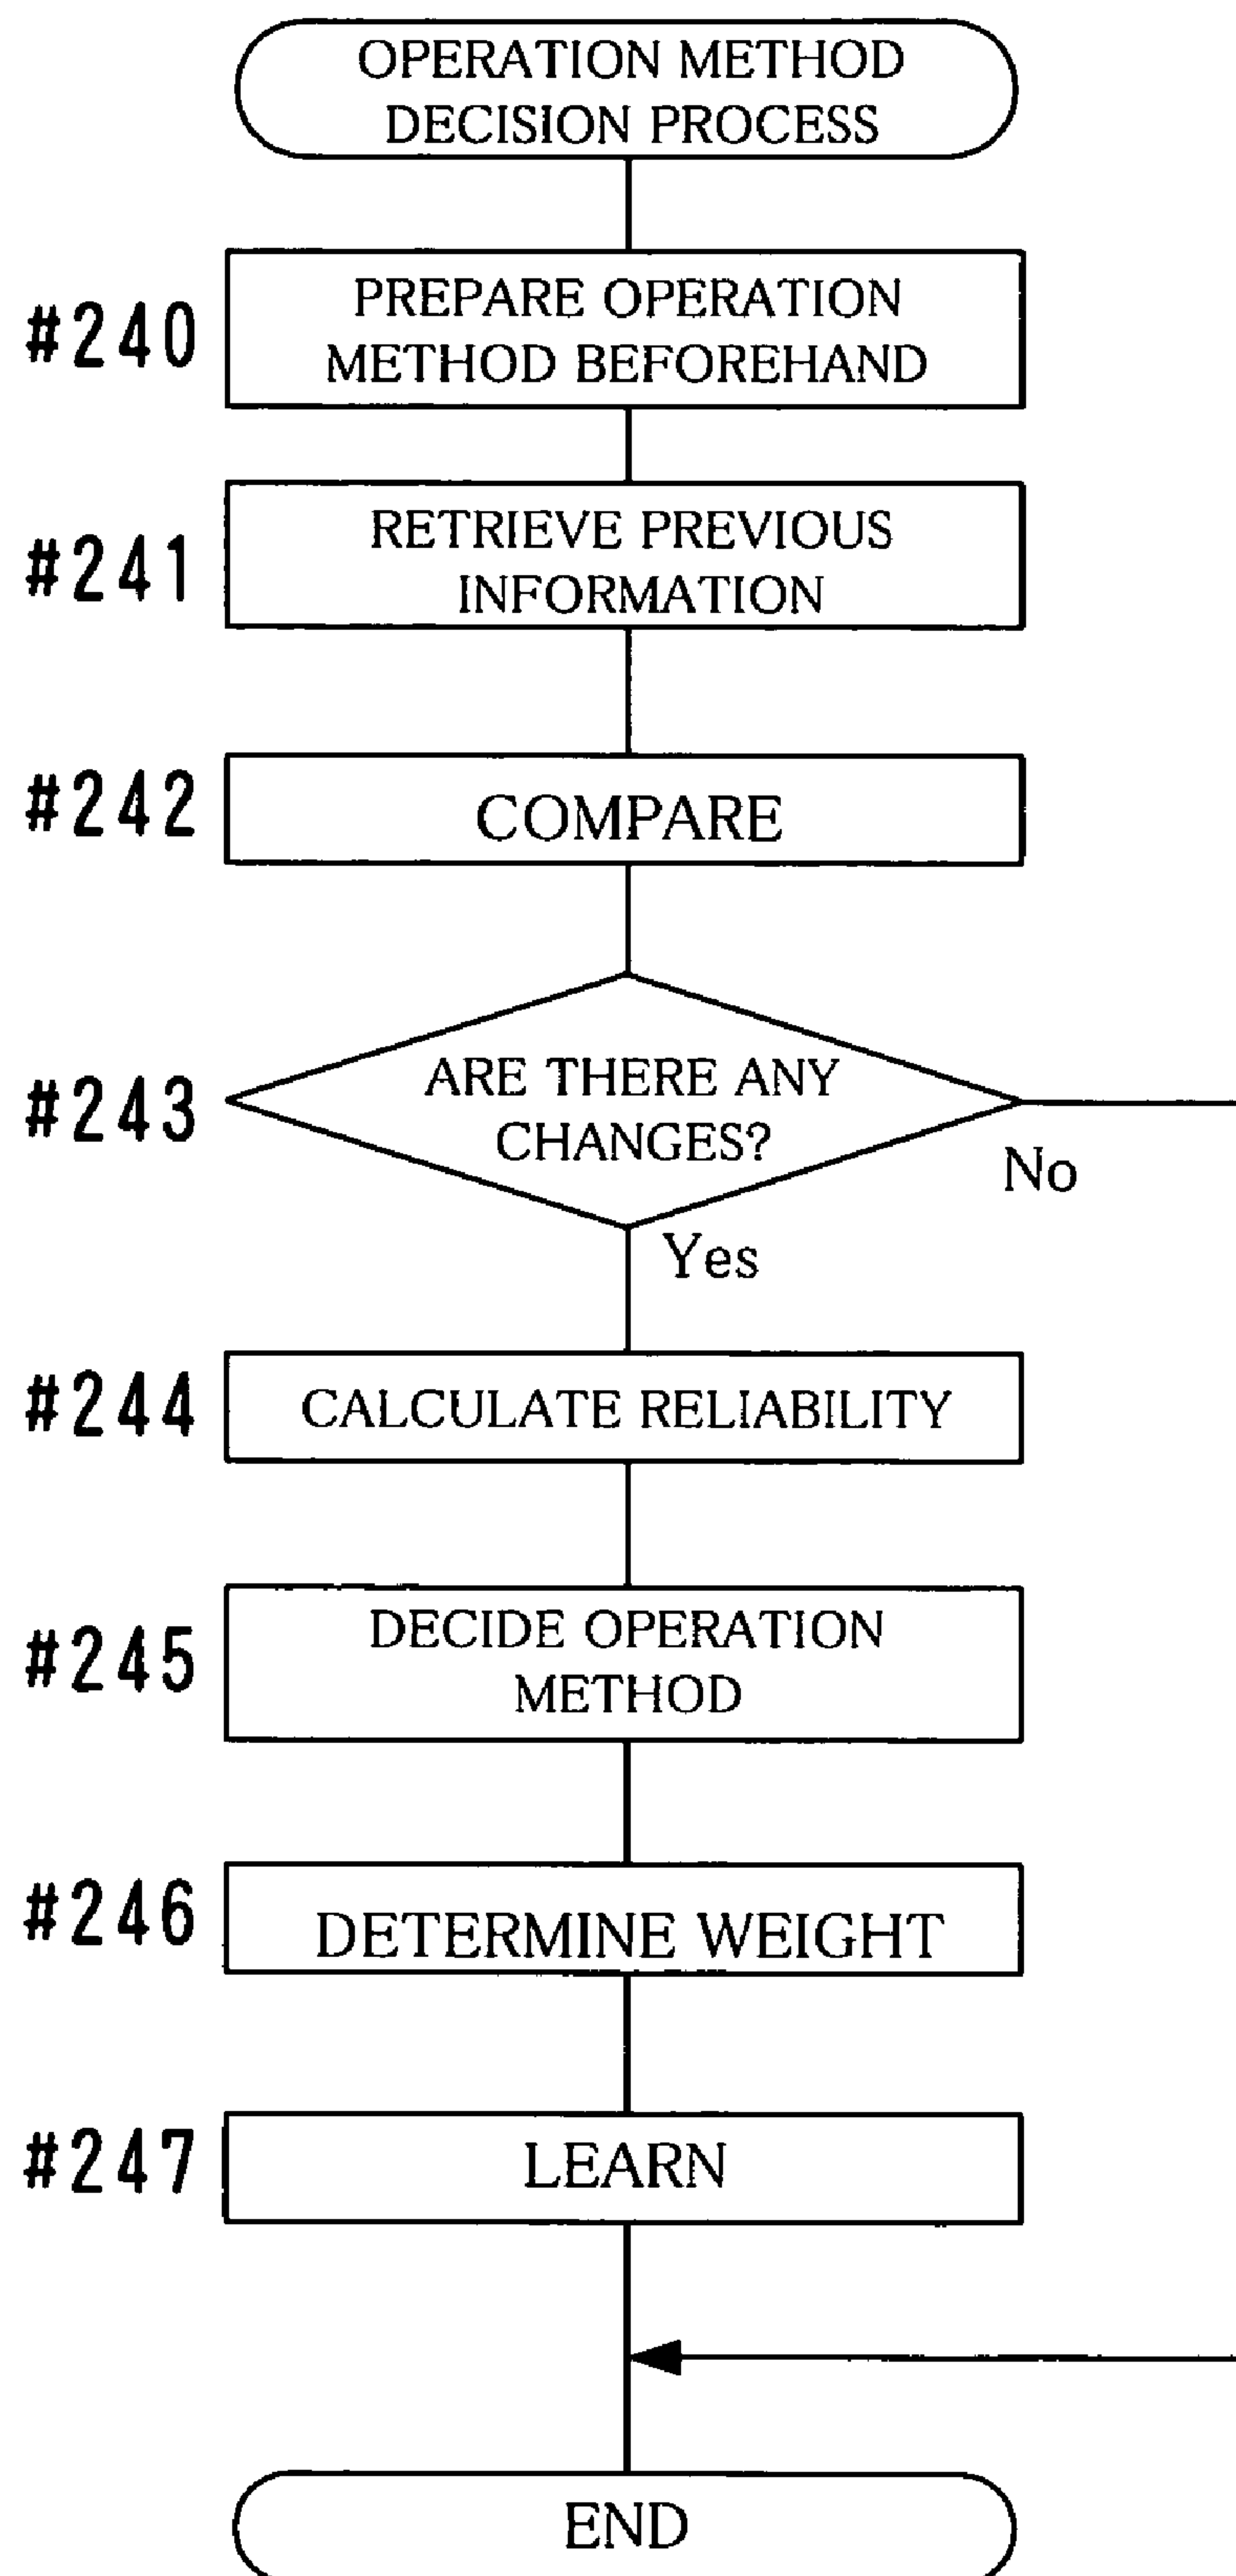 OPERATION METHOD
DECISION PROCESS
#240
PREPARE OPERATION
METHOD BEFOREHAND
#241
RETRIEVE PREVIOUS
INFORMATION
#242
COMPARE
#243
ARE THERE ANY
CHANGES?
No
Yes
#244
CALCULATE RELIABILITY
#245
DECIDE OPERATION
METHOD
#246
DETERMINE WEIGHT
#247
LEARN
END